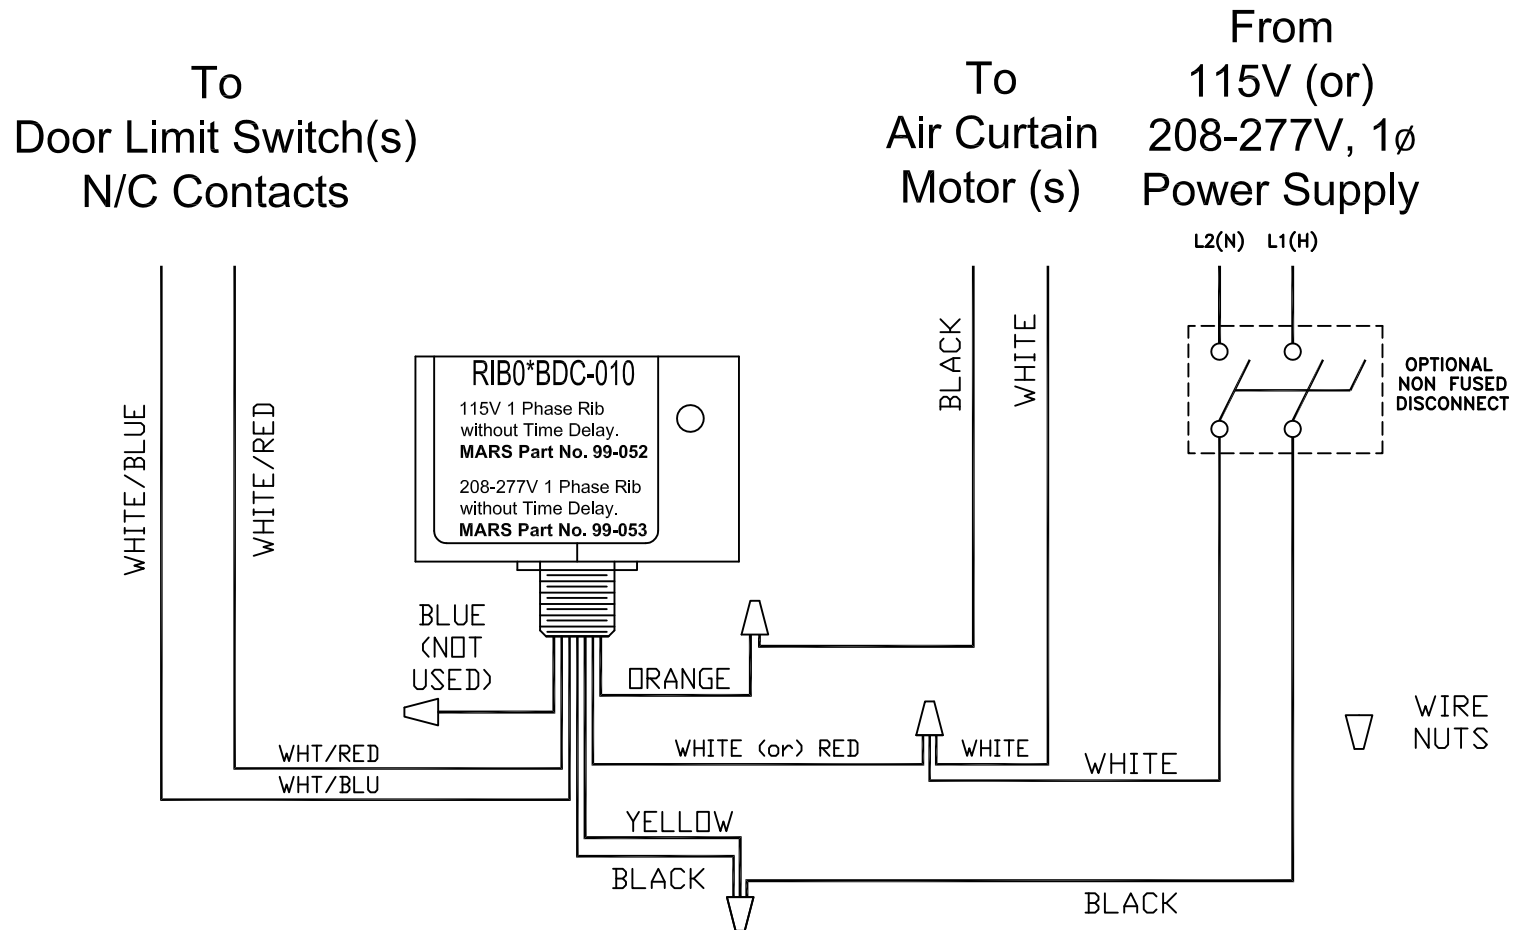 To
Door Limit Switch(s)
N/C Contacts
To
Air Curtain
Motor (s)
From
115V (or)
208-277V, 1ø
Power Supply
L2(N) L1(H)
WHITE/BLUE
WHITE/RED
BLACK
WHITE
OPTIONAL
NON FUSED
DISCONNECT
RIB0*BDC-010
115V 1 Phase Rib
without Time Delay.
MARS Part No. 99-052
208-277V 1 Phase Rib
without Time Delay.
MARS Part No. 99-053
BLUE
(NOT
USED)
ORANGE
WHT/RED
WHT/BLU
WHITE (or) RED
WHITE
WHITE
WIRE
NUTS
YELLOW
BLACK
BLACK